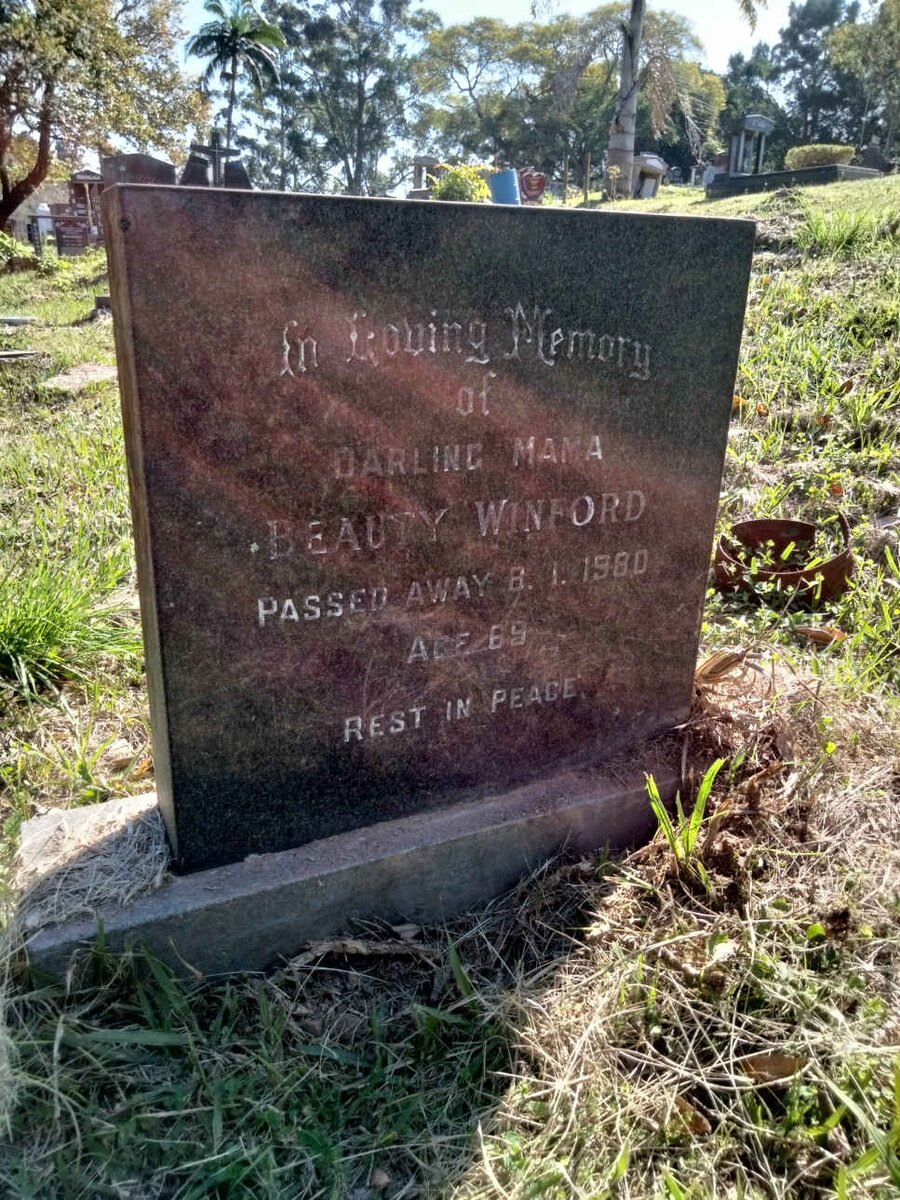 In Loving Memory
of
DARLING MAMA
BEAUTY WINFORD
PASSED AWAY 8. 1. 1980
AGE 69
REST IN PEACE